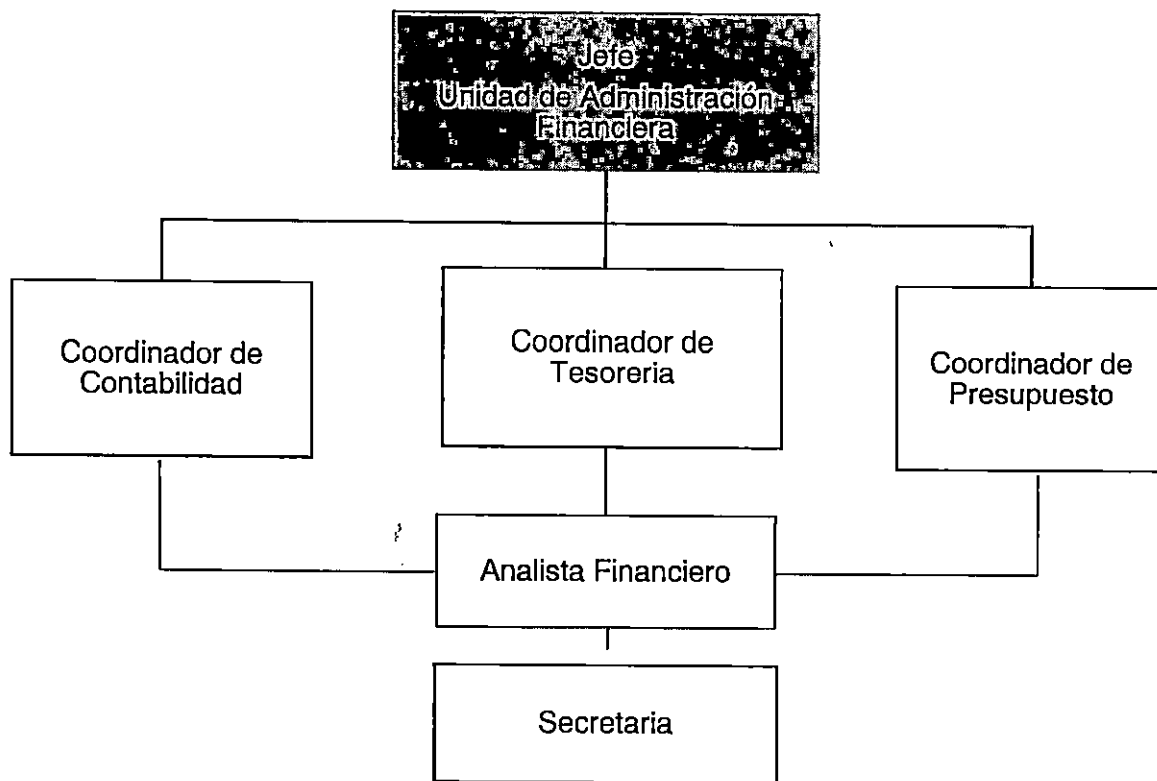 Jefe
Unidad de Administración
Financiera
Coordinador de
Contabilidad
Coordinador de
Tesoreria
Coordinador de
Presupuesto
Analista Financiero
Secretaria